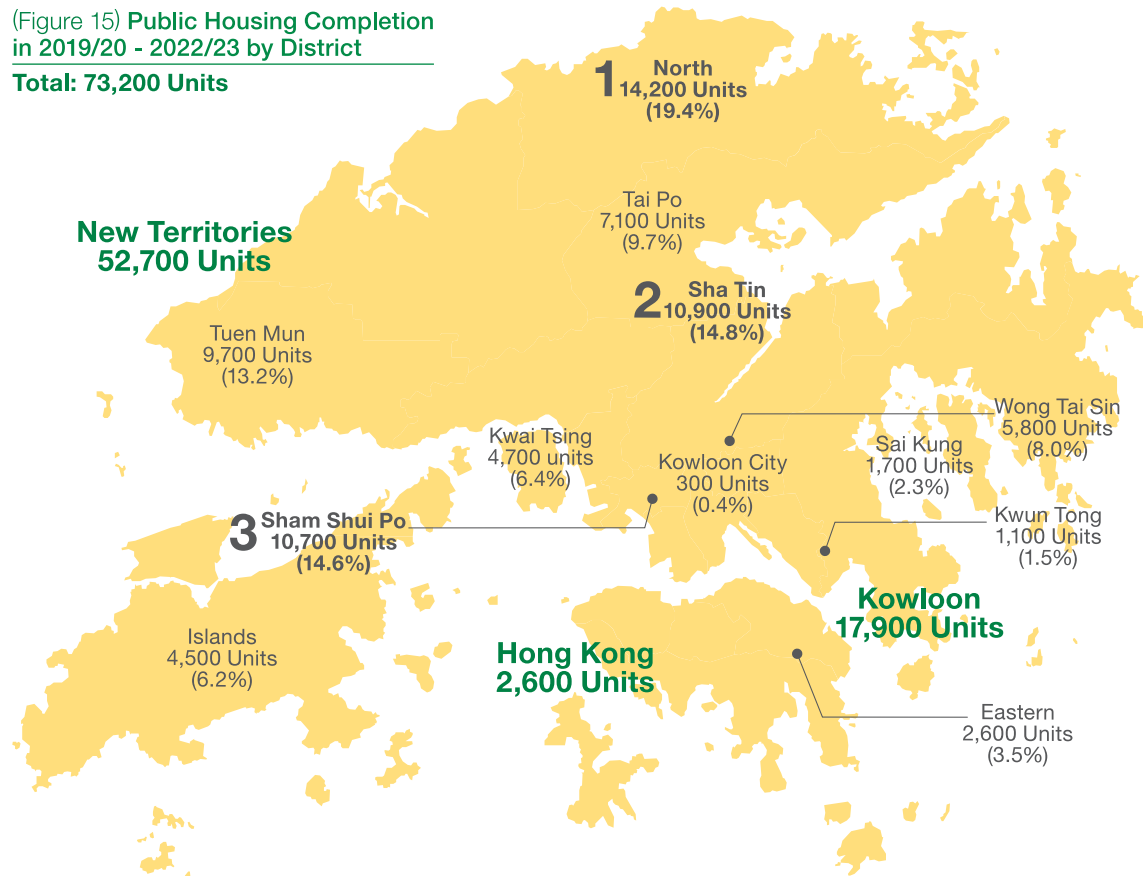 (Figure 15) Public Housing Completion
in 2019/20 - 2022/23 by District
Total: 73,200 Units
1
North
14,200 Units
(19.4%)
Tai Po
7,100 Units
(9.7%)
New Territories
52,700 Units
2
Sha Tin
10,900 Units
(14.8%)
Tuen Mun
9,700 Units
(13.2%)
Wong Tai Sin
5,800 Units
(8.0%)
Kwai Tsing
4,700 units
(6.4%)
Sai Kung
1,700 Units
(2.3%)
Kowloon City
300 Units
(0.4%)
3
Sham Shui Po
10,700 Units
(14.6%)
Kwun Tong
1,100 Units
(1.5%)
Kowloon
17,900 Units
Islands
4,500 Units
(6.2%)
Hong Kong
2,600 Units
Eastern
2,600 Units
(3.5%)